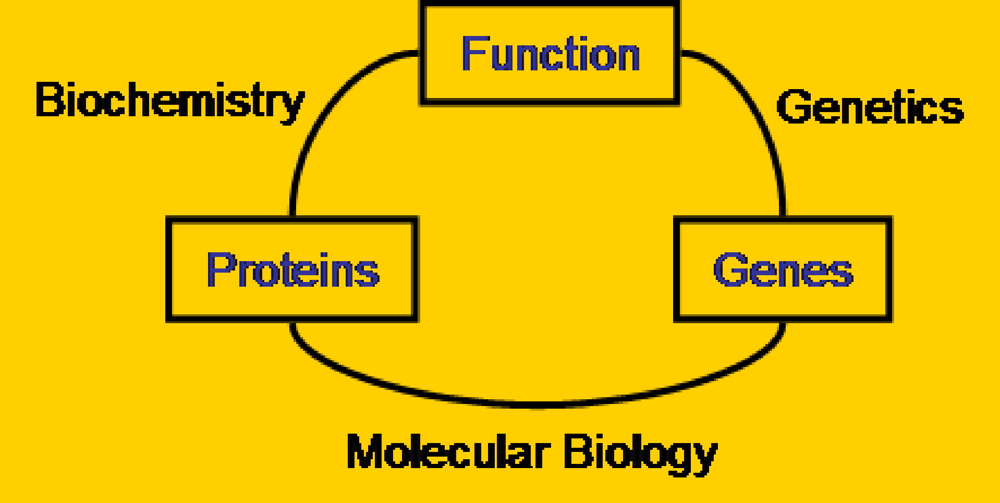 Function
Biochemistry
Genetics
Proteins
Genes
Molecular Biology